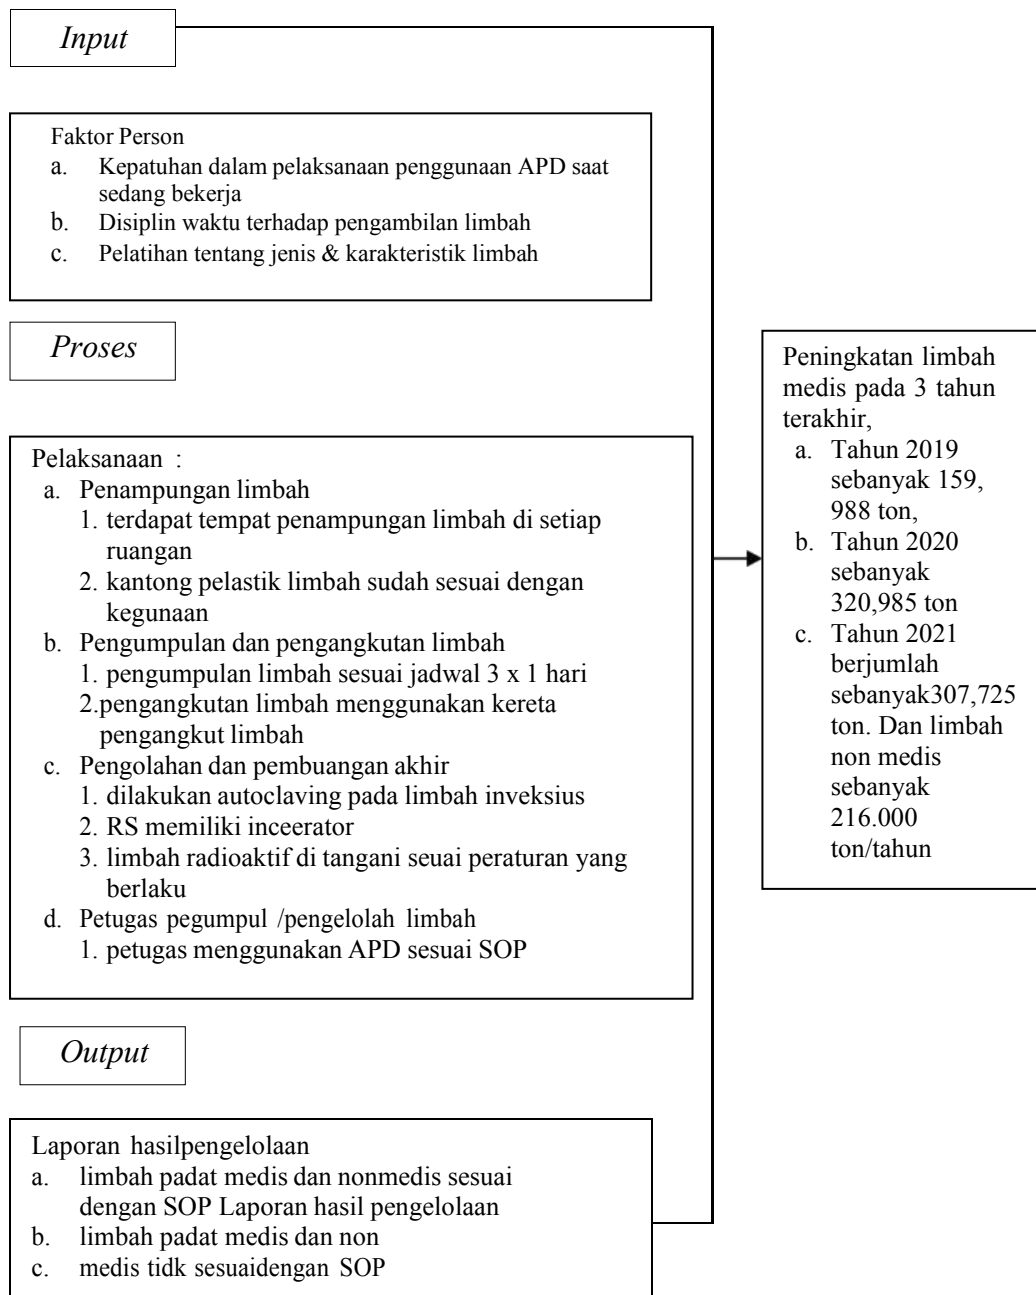 Input
Faktor Person
a. Kepatuhan dalam pelaksanaan penggunaan APD saat
sedang bekerja
b. Disiplin waktu terhadap pengambilan limbah
c. Pelatihan tentang jenis & karakteristik limbah
Proses
Pelaksanaan :
a. Penampungan limbah
1. terdapat tempat penampungan limbah di setiap
ruangan
2. kantong pelastik limbah sudah sesuai dengan
kegunaan
b. Pengumpulan dan pengangkutan limbah
1. pengumpulan limbah sesuai jadwal 3 x 1 hari
2.pengangkutan limbah menggunakan kereta
pengangkut limbah
c. Pengolahan dan pembuangan akhir
1. dilakukan autoclaving pada limbah inveksius
2. RS memiliki inceerator
3. limbah radioaktif di tangani seuai peraturan yang
berlaku
d. Petugas pegumpul /pengelolah limbah
1. petugas menggunakan APD sesuai SOP
Output
Laporan hasilpengelolaan
a. limbah padat medis dan nonmedis sesuai
dengan SOP Laporan hasil pengelolaan
b. limbah padat medis dan non
c. medis tidk sesuaidengan SOP
Peningkatan limbah
medis pada 3 tahun
terakhir,
a. Tahun 2019
sebanyak 159,
988 ton,
b. Tahun 2020
sebanyak
320,985 ton
c. Tahun 2021
berjumlah
sebanyak307,725
ton. Dan limbah
non medis
sebanyak
216.000
ton/tahun